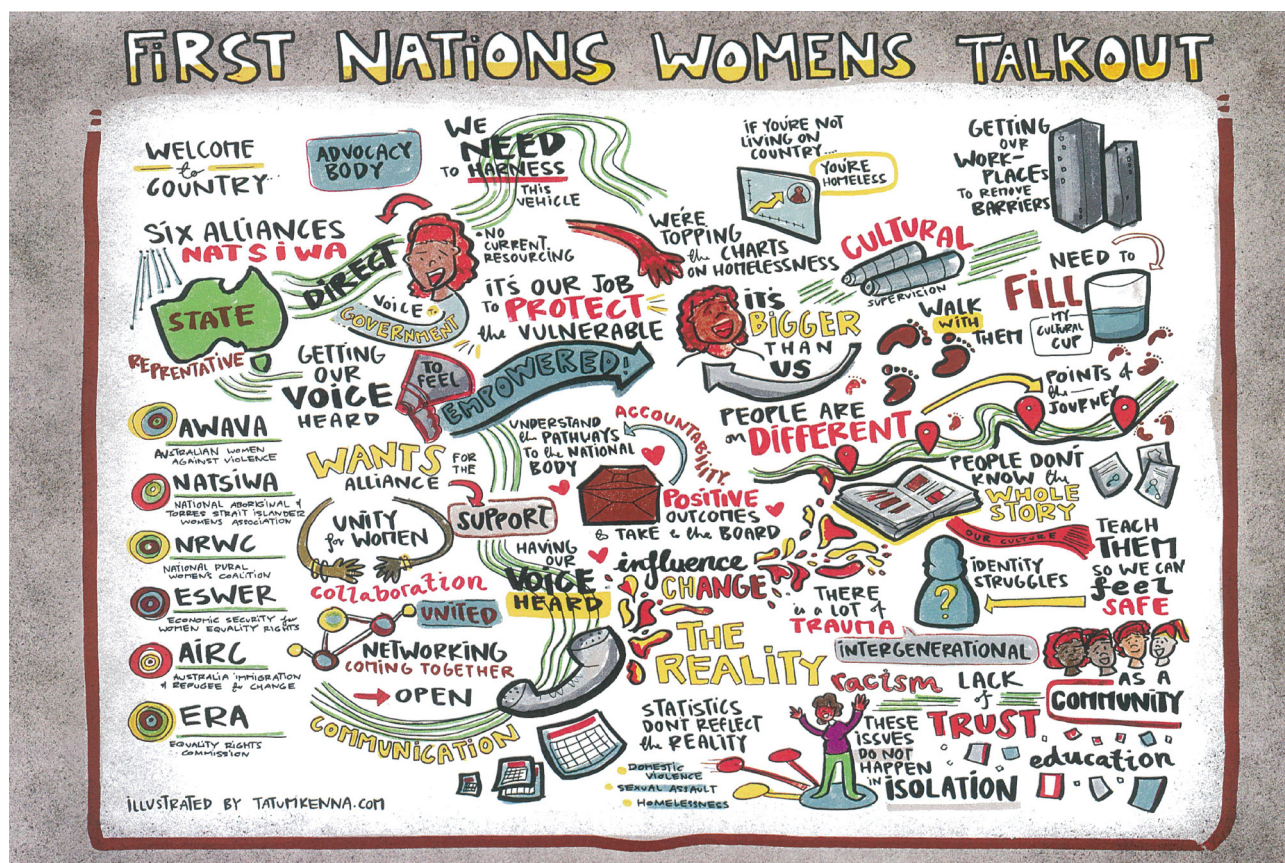 FIRST NATIONS WOMENS TALKOUT
WELCOME
to
COUNTRY...
ADVOCACY
BODY
WE
NEED
TO HARNESS
THIS
VEHICLE
IF YOU'RE NOT
LIVING ON
COUNTRY....
YOU'RE
HOMELESS
GETTING
OUR
WORK-
PLACES
TO REMOVE
BARRIERS
SIX ALLIANCES
NATSIWA
STATE
REPRENTATIVE
DIRECT
VOICE TO
GOVERNMENT
NO
CURRENT
RESOURCING
IT'S OUR JOB
to PROTECT
the VULNERABLE
WE'RE
TOPPING
the CHARTS
ON HOMELESSNESS
CULTURAL
SUPERVISION
NEED TO
FILL
MY
CULTURAL
CUP
IT'S
BIGGER
THAN
US
WALK
WITH
THEM
GETTING
OUR
VOICE
HEARD
TO
FEEL
EMPOWERED!
PEOPLE ARE
on DIFFERENT
POINTS of
the
JOURNEY
AWAVA
AUSTRALIAN WOMEN
AGAINST VIOLENCE
NATSIWA
NATIONAL ABORIGINAL &
TORRES STRAIT ISLANDER
WOMENS ASSOCIATION
NRWC
NATIONAL RURAL
WOMEN'S COALITION
ESWER
ECONOMIC SECURITY for
WOMEN EQUALITY RIGHTS
AIRC
AUSTRALIA IMMIGRATION
& REFUGEE for CHANGE
ERA
EQUALITY RIGHTS
COMMISSION
WANTS
FOR
THE
ALLIANCE
UNITY
for WOMEN
SUPPORT
UNDERSTAND
the PATHWAYS
TO the NATIONAL
BODY
ACCOUNTABILITY
POSITIVE
OUTCOMES
to TAKE to the BOARD
PEOPLE DON'T
KNOW the
WHOLE
STORY
OUR CULTURE
TEACH
THEM
SO WE CAN
feel
SAFE
IDENTITY
STRUGGLES
?
collaboration
UNITED
NETWORKING
COMING TOGETHER
OPEN
COMMUNICATION
HAVING
OUR
VOICE
HEARD
influence
CHANGE
THE
REALITY
THERE
is A LOT of
TRAUMA
INTERGENERATIONAL
AS A
COMMUNITY
racism
LACK
of
TRUST
education
STATISTICS
DON'T REFLECT
the REALITY
DOMESTIC
VIOLENCE
SEXUAL ASSAULT
HOMELESSNESS
THESE
ISSUES
DO NOT
HAPPEN
IN ISOLATION
ILLUSTRATED BY TATUMKENNA.COM